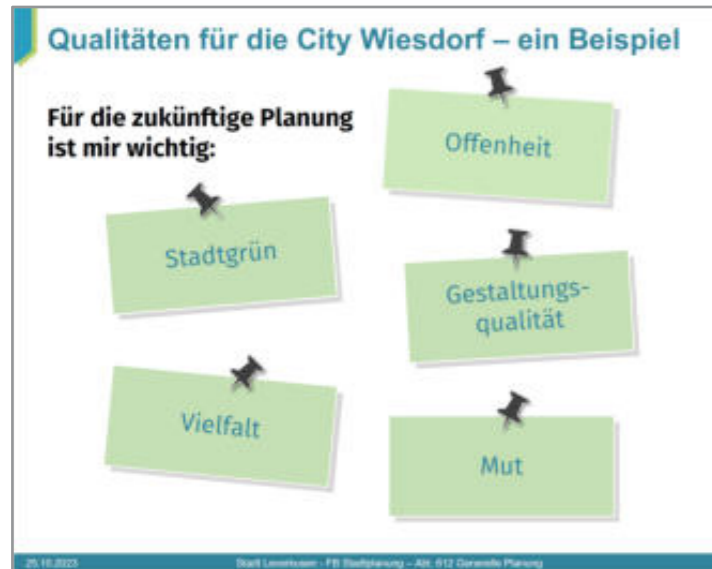 Qualitäten für die City Wiesdorf – ein Beispiel
Für die zukünftige Planung
ist mir wichtig:
Offenheit
Stadtgrün
Gestaltungs-
qualität
Vielfalt
Mut
25.10.2023
Stadt Leverkusen - FB Stadtplanung – Abt. 612 Generelle Planung